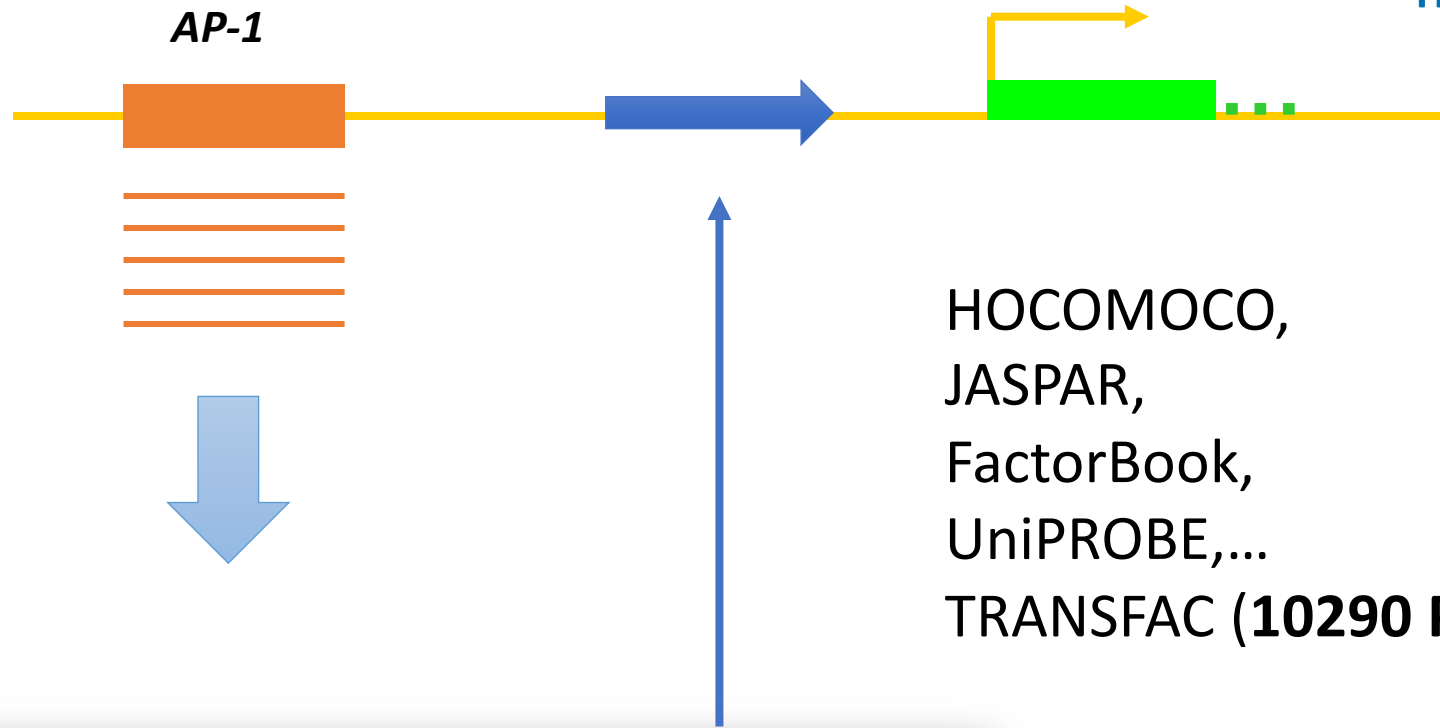 AP-1
HOCOMOCO,
JASPAR,
FactorBook,
UniPROBE,...
TRANSFAC (10290